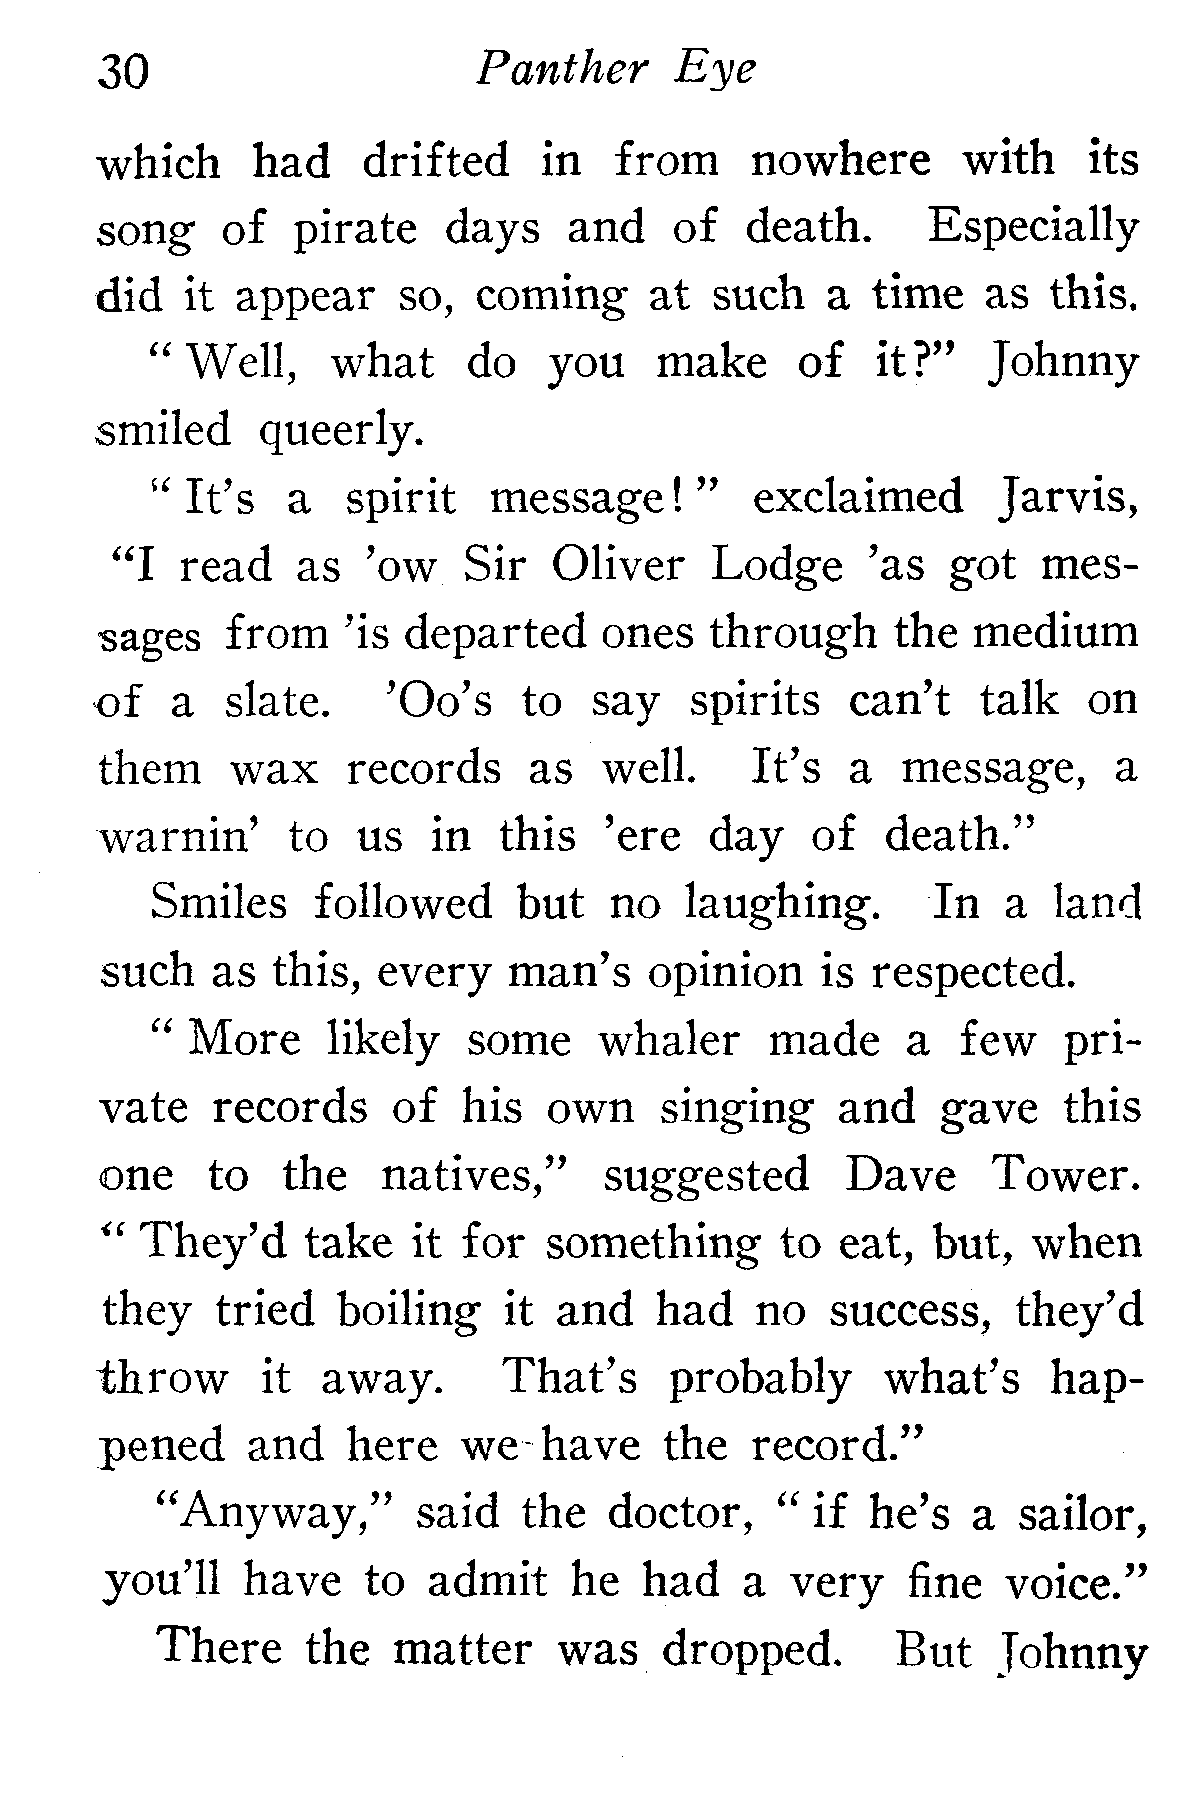 30 Panther Eye
which had drifted in from nowhere with its
song of pirate days and of death. Especially
did it appear so, coming at such a time as this.
“ Well, what do you make of it?” Johnny
smiled queerly.
“ It’s a spirit message! ” exclaimed Jarvis,
“I read as ’ow Sir Oliver Lodge ’as got mes-
sages from ’is departed ones through the medium
of a slate. ’Oo’s to say spirits can’t talk on
them wax records as well. It’s a message, a
warnin’ to us in this ’ere day of death.”
Smiles followed but no laughing. In a land
such as this, every man’s opinion is respected.
“ More likely some whaler made a few pri-
vate records of his own singing and gave this
one to the natives,” suggested Dave Tower.
“ They’d take it for something to eat, but, when
they tried boiling it and had no success, they’d
throw it away. That’s probably what’s hap-
pened and here we have the record.”
“Anyway,” said the doctor, “ if he’s a sailor,
you’ll have to admit he had a very fine voice.”
There the matter was dropped. But Johnny